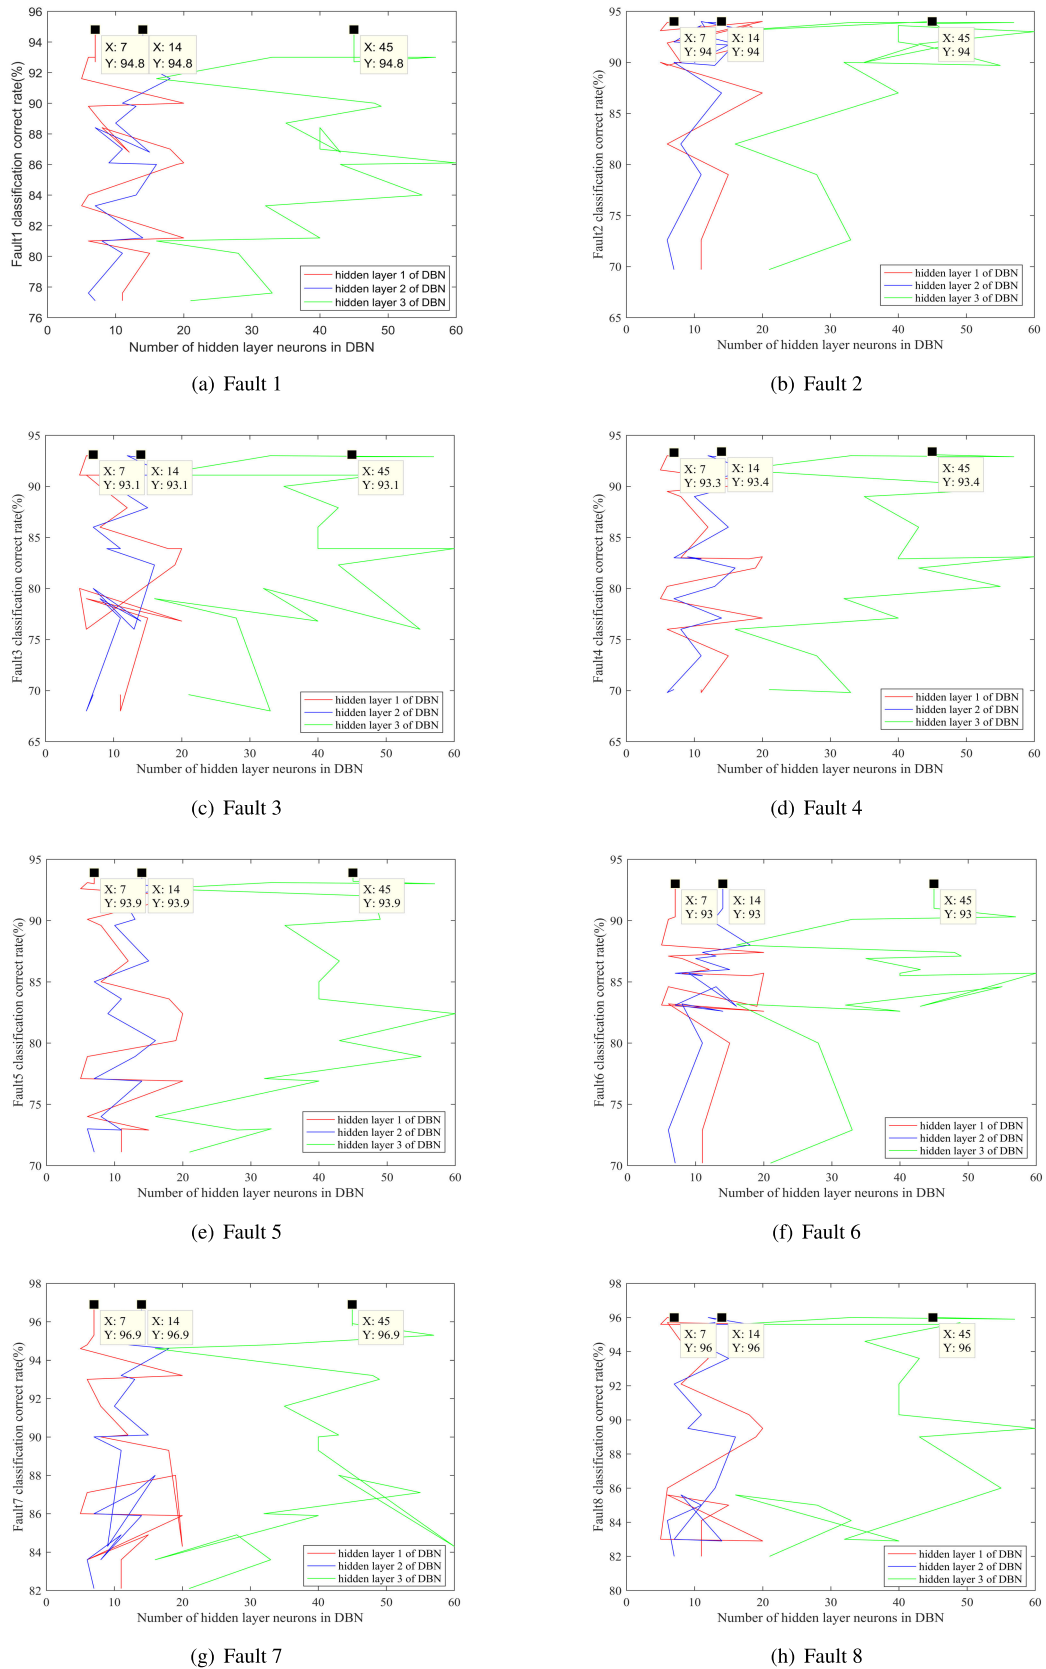 96
94
92
90
88
86
84
82
80
78
76
Fault1 classification correct rate(%)
X: 7
Y: 94.8
X: 14
Y: 94.8
X: 45
Y: 94.8
hidden layer 1 of DBN
hidden layer 2 of DBN
hidden layer 3 of DBN
0 10 20 30 40 50 60
Number of hidden layer neurons in DBN
(a) Fault 1
95
90
85
80
75
70
65
Fault2 classification correct rate(%)
X: 7
Y: 94
X: 14
Y: 94
X: 45
Y: 94
hidden layer 1 of DBN
hidden layer 2 of DBN
hidden layer 3 of DBN
0 10 20 30 40 50 60
Number of hidden layer neurons in DBN
(b) Fault 2
95
90
85
80
75
70
65
Fault3 classification correct rate(%)
X: 7
Y: 93.1
X: 14
Y: 93.1
X: 45
Y: 93.1
hidden layer 1 of DBN
hidden layer 2 of DBN
hidden layer 3 of DBN
0 10 20 30 40 50 60
Number of hidden layer neurons in DBN
(c) Fault 3
95
90
85
80
75
70
65
Fault4 classification correct rate(%)
X: 7
Y: 93.3
X: 14
Y: 93.4
X: 45
Y: 93.4
hidden layer 1 of DBN
hidden layer 2 of DBN
hidden layer 3 of DBN
0 10 20 30 40 50 60
Number of hidden layer neurons in DBN
(d) Fault 4
95
90
85
80
75
70
Fault5 classification correct rate(%)
X: 7
Y: 93.9
X: 14
Y: 93.9
X: 45
Y: 93.9
hidden layer 1 of DBN
hidden layer 2 of DBN
hidden layer 3 of DBN
0 10 20 30 40 50 60
Number of hidden layer neurons in DBN
(e) Fault 5
95
90
85
80
75
70
Fault6 classification correct rate(%)
X: 7
Y: 93
X: 14
Y: 93
X: 45
Y: 93
hidden layer 1 of DBN
hidden layer 2 of DBN
hidden layer 3 of DBN
0 10 20 30 40 50 60
Number of hidden layer neurons in DBN
(f) Fault 6
98
96
94
92
90
88
86
84
82
Fault7 classification correct rate(%)
X: 7
Y: 96.9
X: 14
Y: 96.9
X: 45
Y: 96.9
hidden layer 1 of DBN
hidden layer 2 of DBN
hidden layer 3 of DBN
0 10 20 30 40 50 60
Number of hidden layer neurons in DBN
(g) Fault 7
98
96
94
92
90
88
86
84
82
80
Fault8 classification correct rate(%)
X: 7
Y: 96
X: 14
Y: 96
X: 45
Y: 96
hidden layer 1 of DBN
hidden layer 2 of DBN
hidden layer 3 of DBN
0 10 20 30 40 50 60
Number of hidden layer neurons in DBN
(h) Fault 8